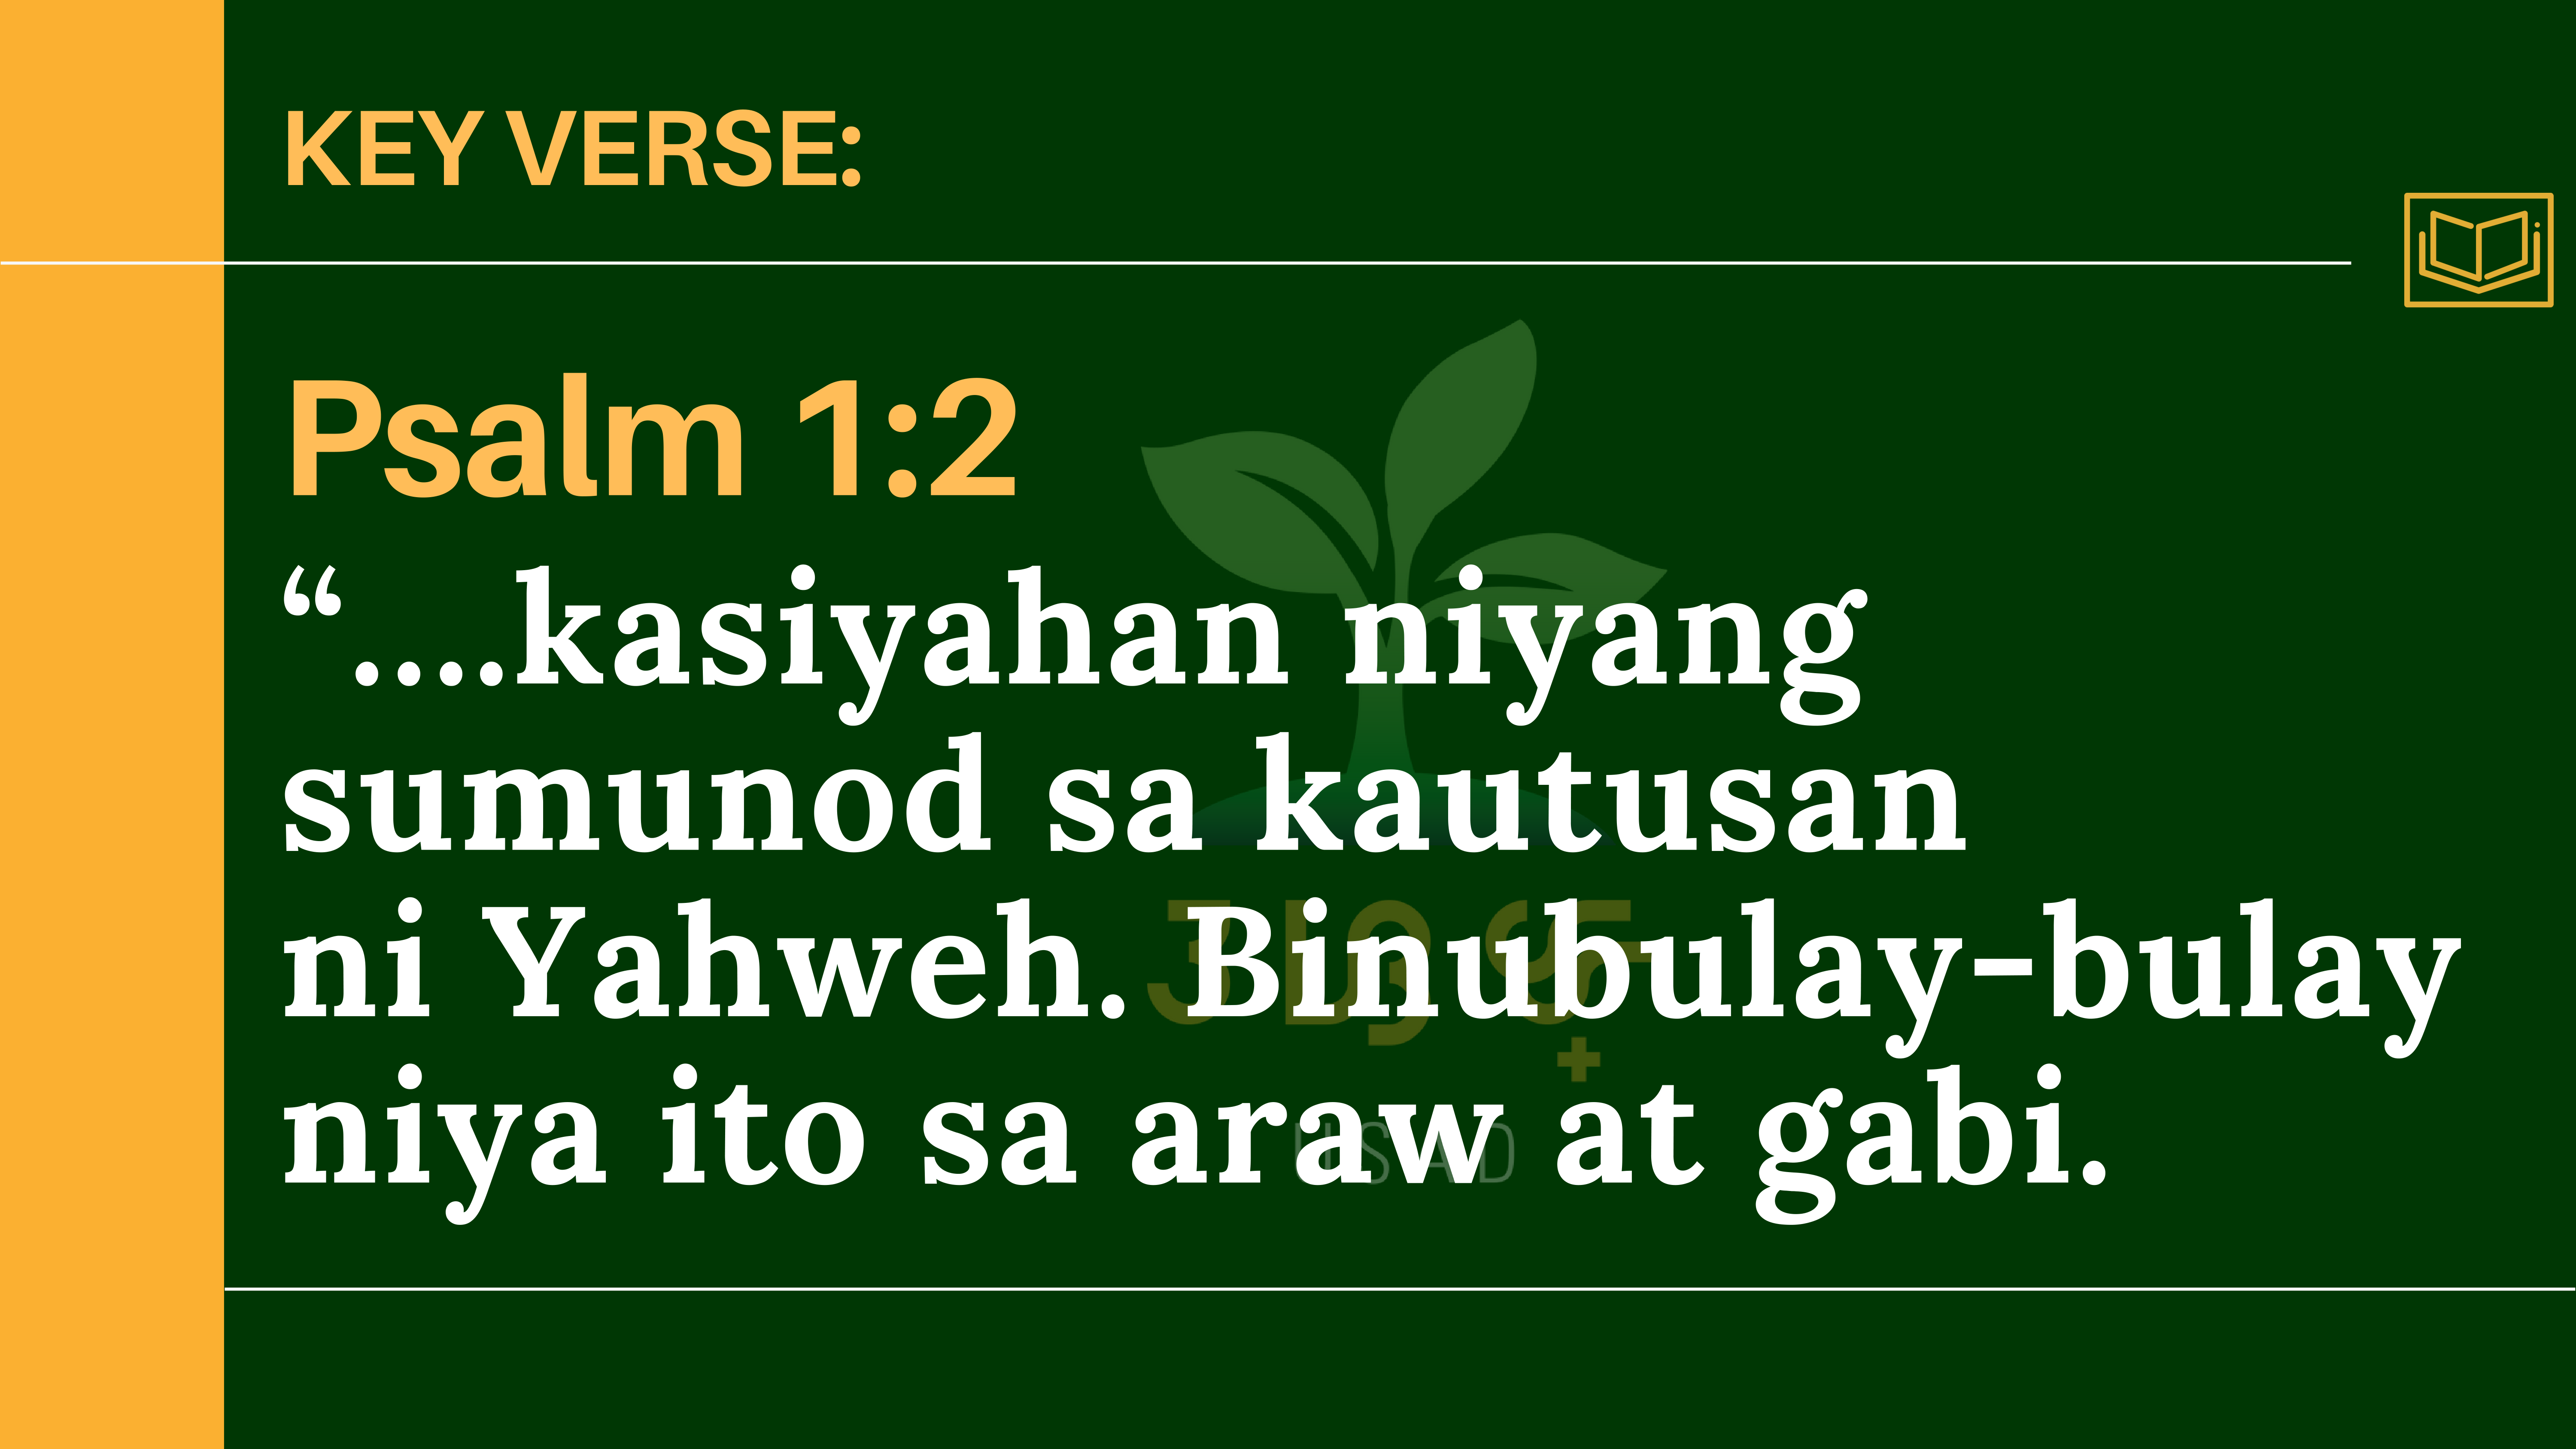 KEY VERSE:
Psalm 1:2
“....kasiyahan niyang
sumunod sa kautusan
ni Yahweh. Binubulay-bulay
niya ito sa araw at gabi.
USAD